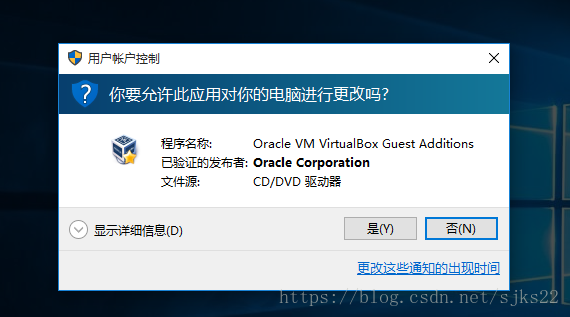 用户帐户控制
你要允许此应用对你的电脑进行更改吗?
程序名称: Oracle VM VirtualBox Guest Additions
已验证的发布者: Oracle Corporation
文件源: CD/DVD 驱动器
显示详细信息(D)
是(Y)
否(N)
更改这些通知的出现时间
https://blog.csdn.net/sjks22